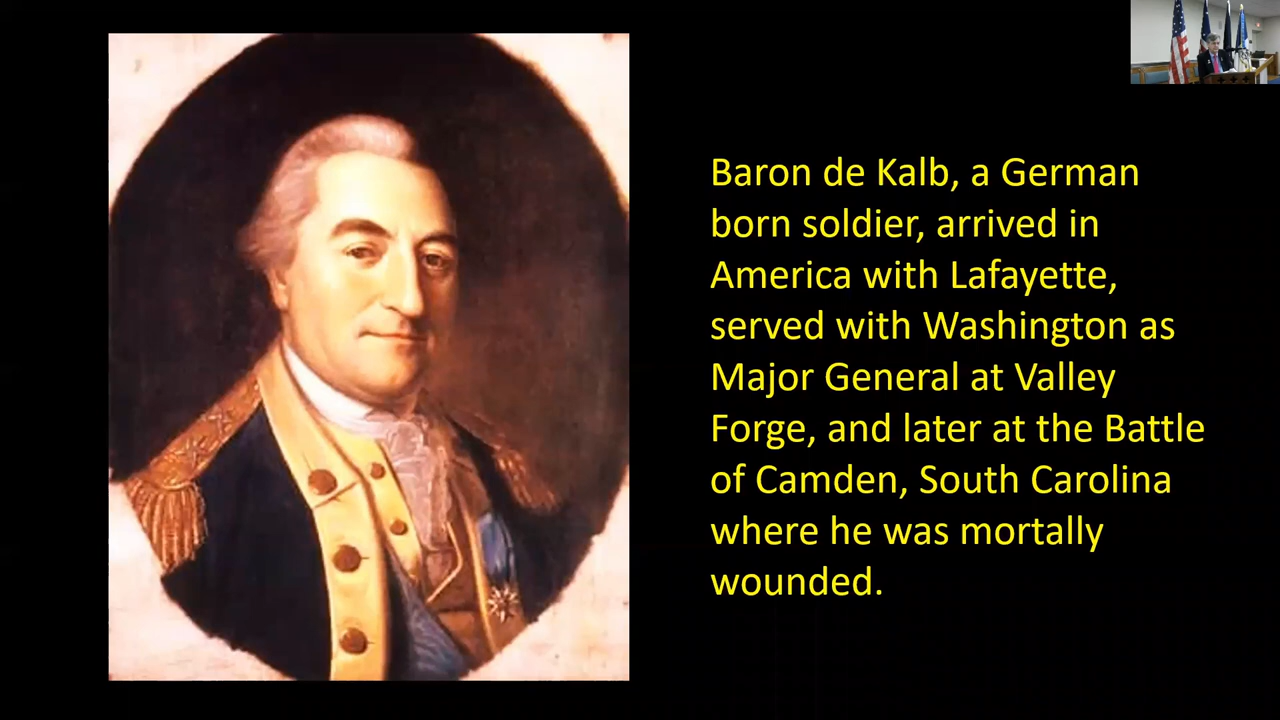 Baron de Kalb, a German
born soldier, arrived in
America with Lafayette,
served with Washington as
Major General at Valley
Forge, and later at the Battle
of Camden, South Carolina
where he was mortally
wounded.